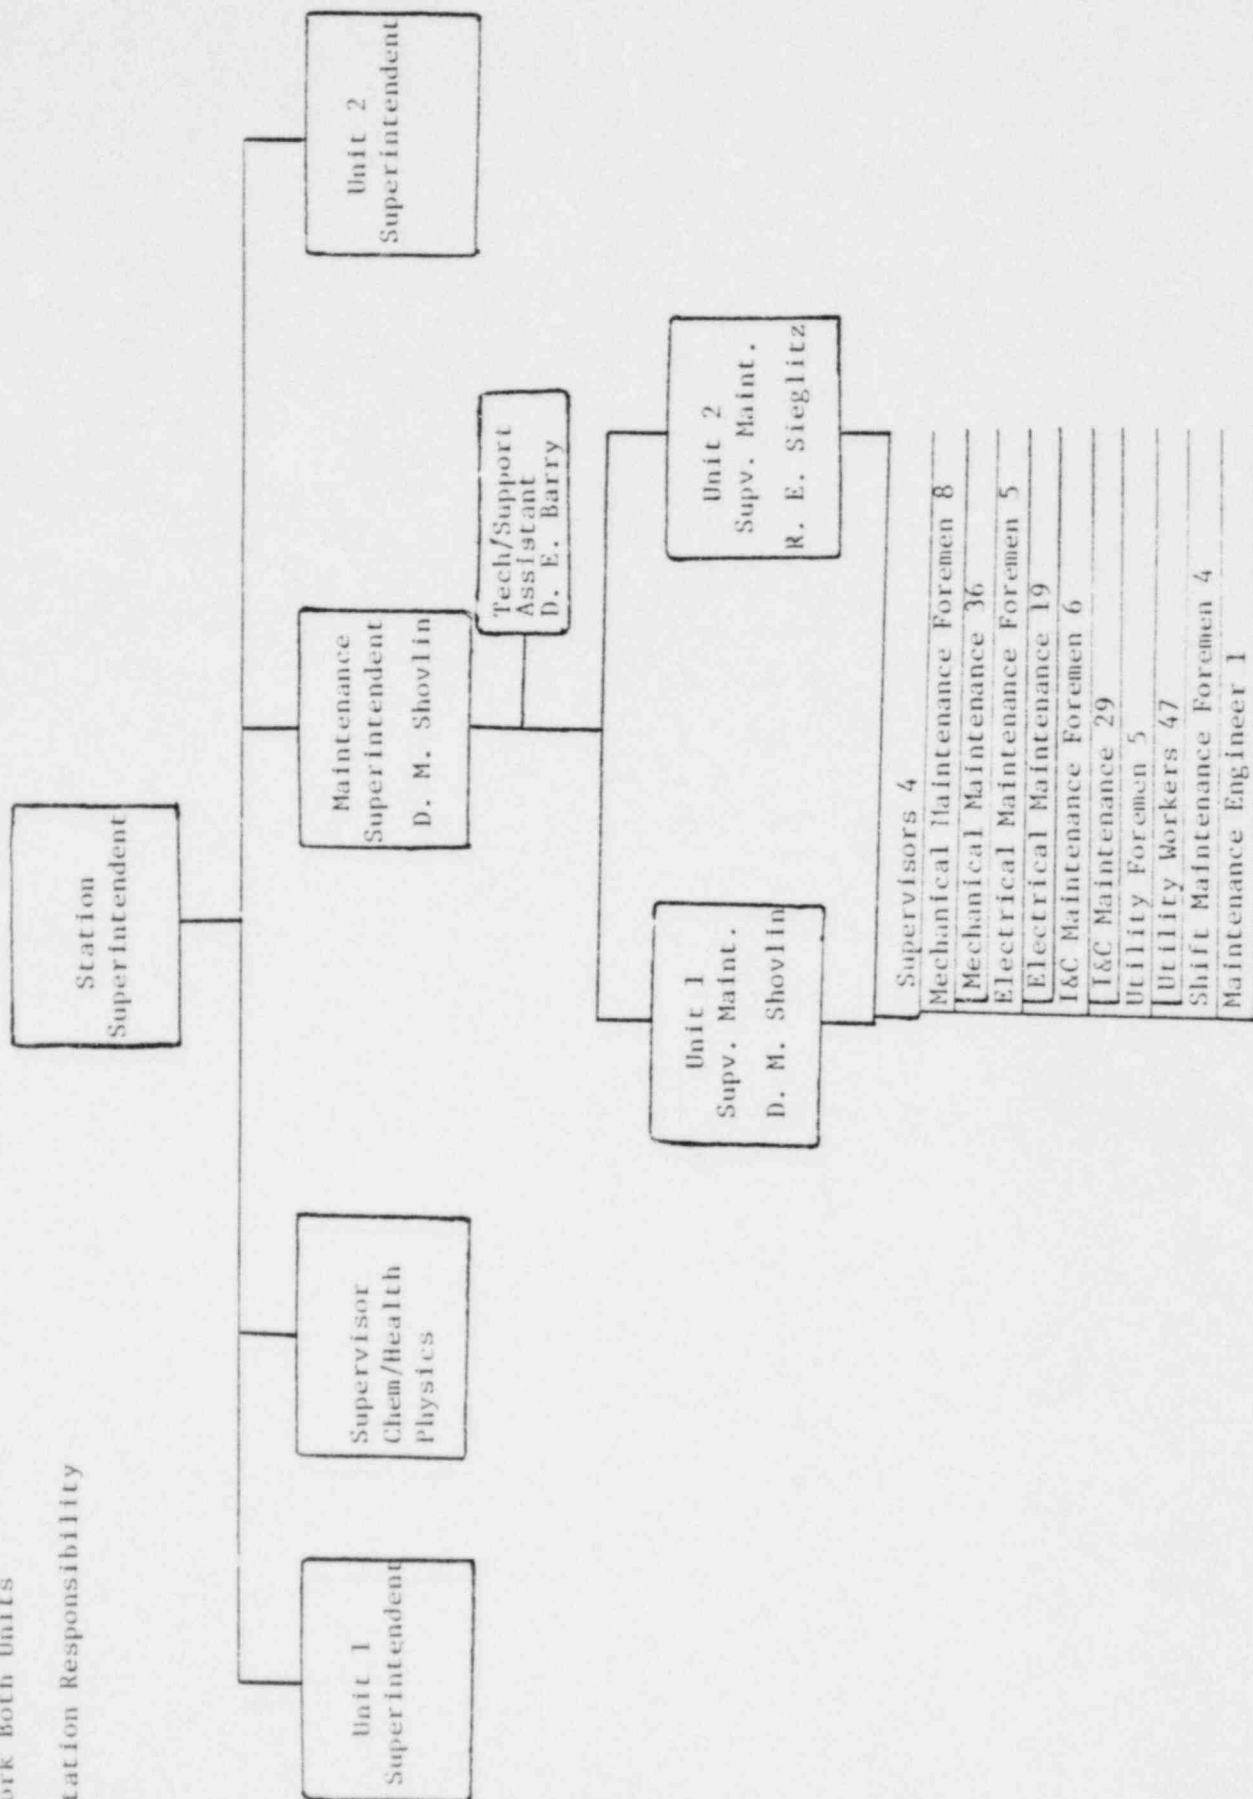 ork Both Units
tation Responsibility
Station
Superintendent
Unit 1
Superintendent
Supervisor
Chem/Health
Physics
Maintenance
Superintendent
D. M. Shovlin
Unit 2
Superintendent
Tech/Support
Assistant
D. E. Barry
Unit 1
Supv. Maint.
D. M. Shovlin
Unit 2
Supv. Maint.
R. E. Sieglitz
Supervisors 4
Mechanical Maintenance Foremen 8
Mechanical Maintenance 36
Electrical Maintenance Foremen 5
Electrical Maintenance 19
I&C Maintenance Foremen 6
I&C Maintenance 29
Utility Foremen 5
Utility Workers 47
Shift Maintenance Foremen 4
Maintenance Engineer 1